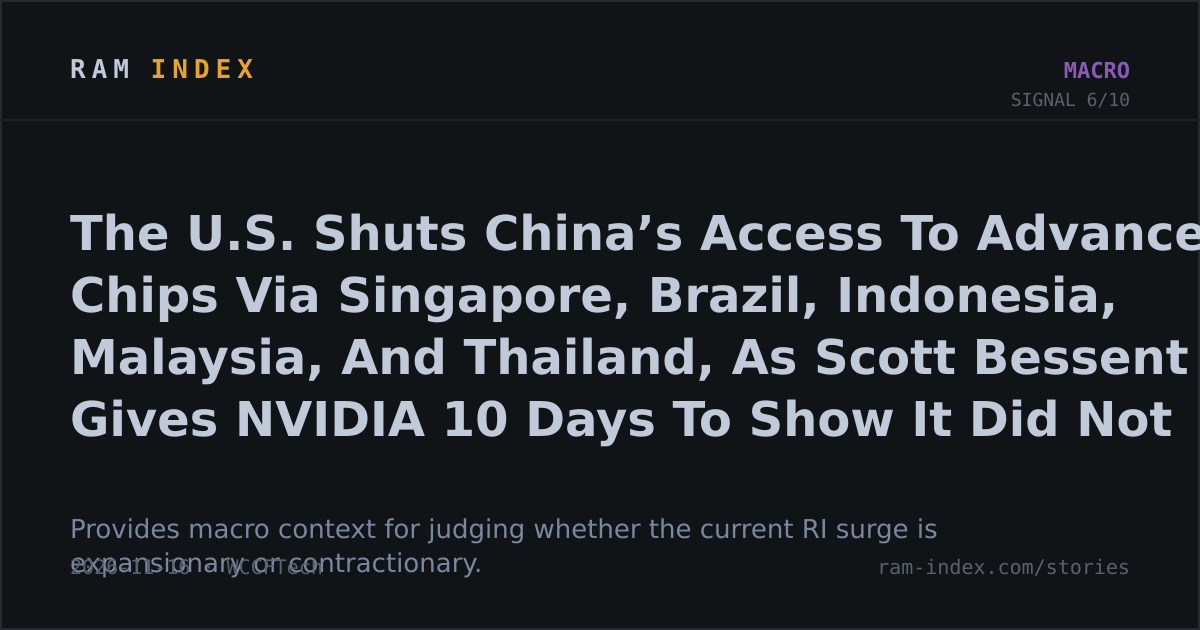 RAM INDEX
MACRO
SIGNAL 6/10
The U.S. Shuts China’s Access To Advance
Chips Via Singapore, Brazil, Indonesia,
Malaysia, And Thailand, As Scott Bessent
Gives NVIDIA 10 Days To Show It Did Not
Provides macro context for judging whether the current RI surge is
expansionary or contractionary.
WCCFTech
ram-index.com/stories